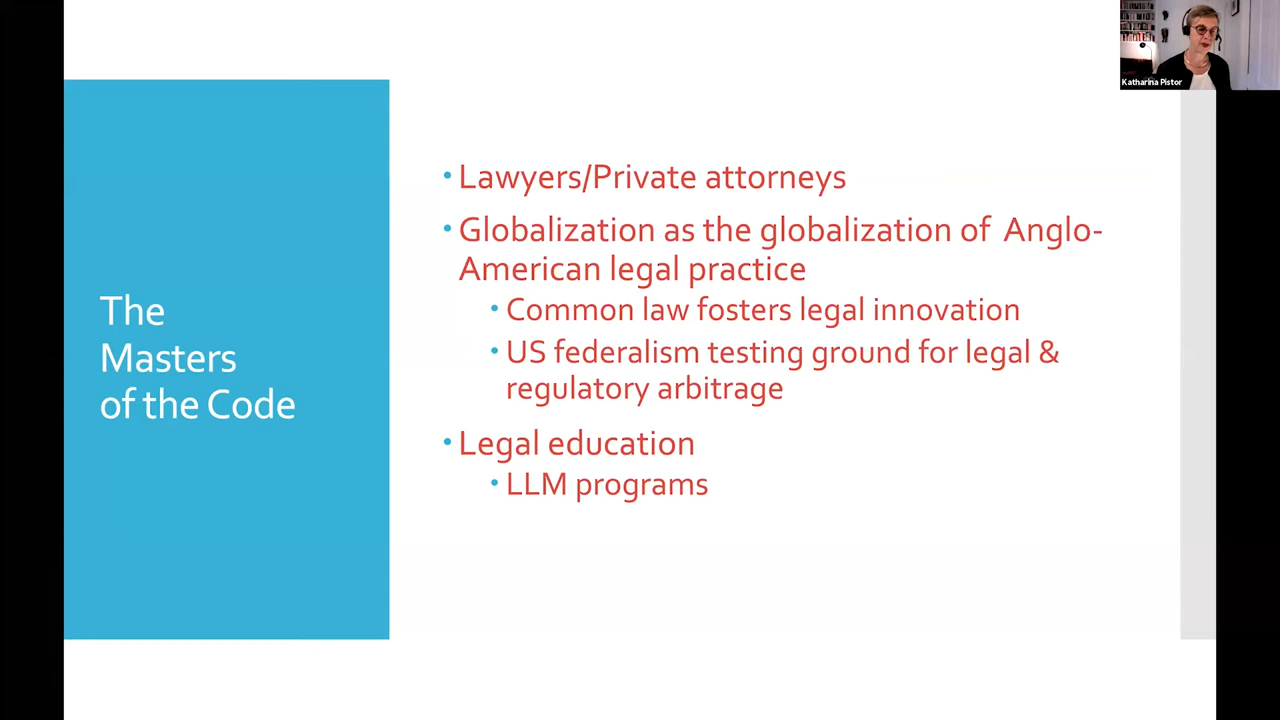 Katharina Pistor
The
Masters
of the Code
• Lawyers/Private attorneys
• Globalization as the globalization of Anglo-
American legal practice
• Common law fosters legal innovation
• US federalism testing ground for legal &
regulatory arbitrage
• Legal education
• LLM programs